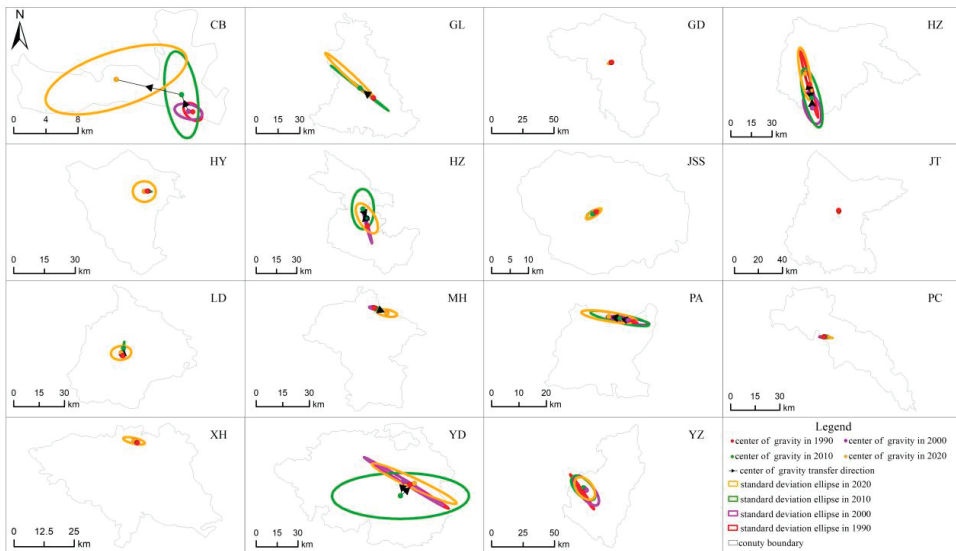 CB
GL
GD
HZ
N
0 4 8
km
0 15 30
km
0 25 50
km
0 15 30
km
HY
HZ
JSS
JT
0 15 30
km
0 15 30
km
0 5 10
km
0 20 40
km
LD
MH
PA
PC
0 15 30
km
0 15 30
km
0 10 20
km
0 15 30
km
XH
YD
YZ
Legend
center of gravity in 1990 center of gravity in 2000
center of gravity in 2010 center of gravity in 2020
center of gravity transfer direction
standard deviation ellipse in 2020
standard deviation ellipse in 2010
standard deviation ellipse in 2000
standard deviation ellipse in 1990
conuty boundary
0 12.5 25
km
0 15 30
km
0 25 50
km